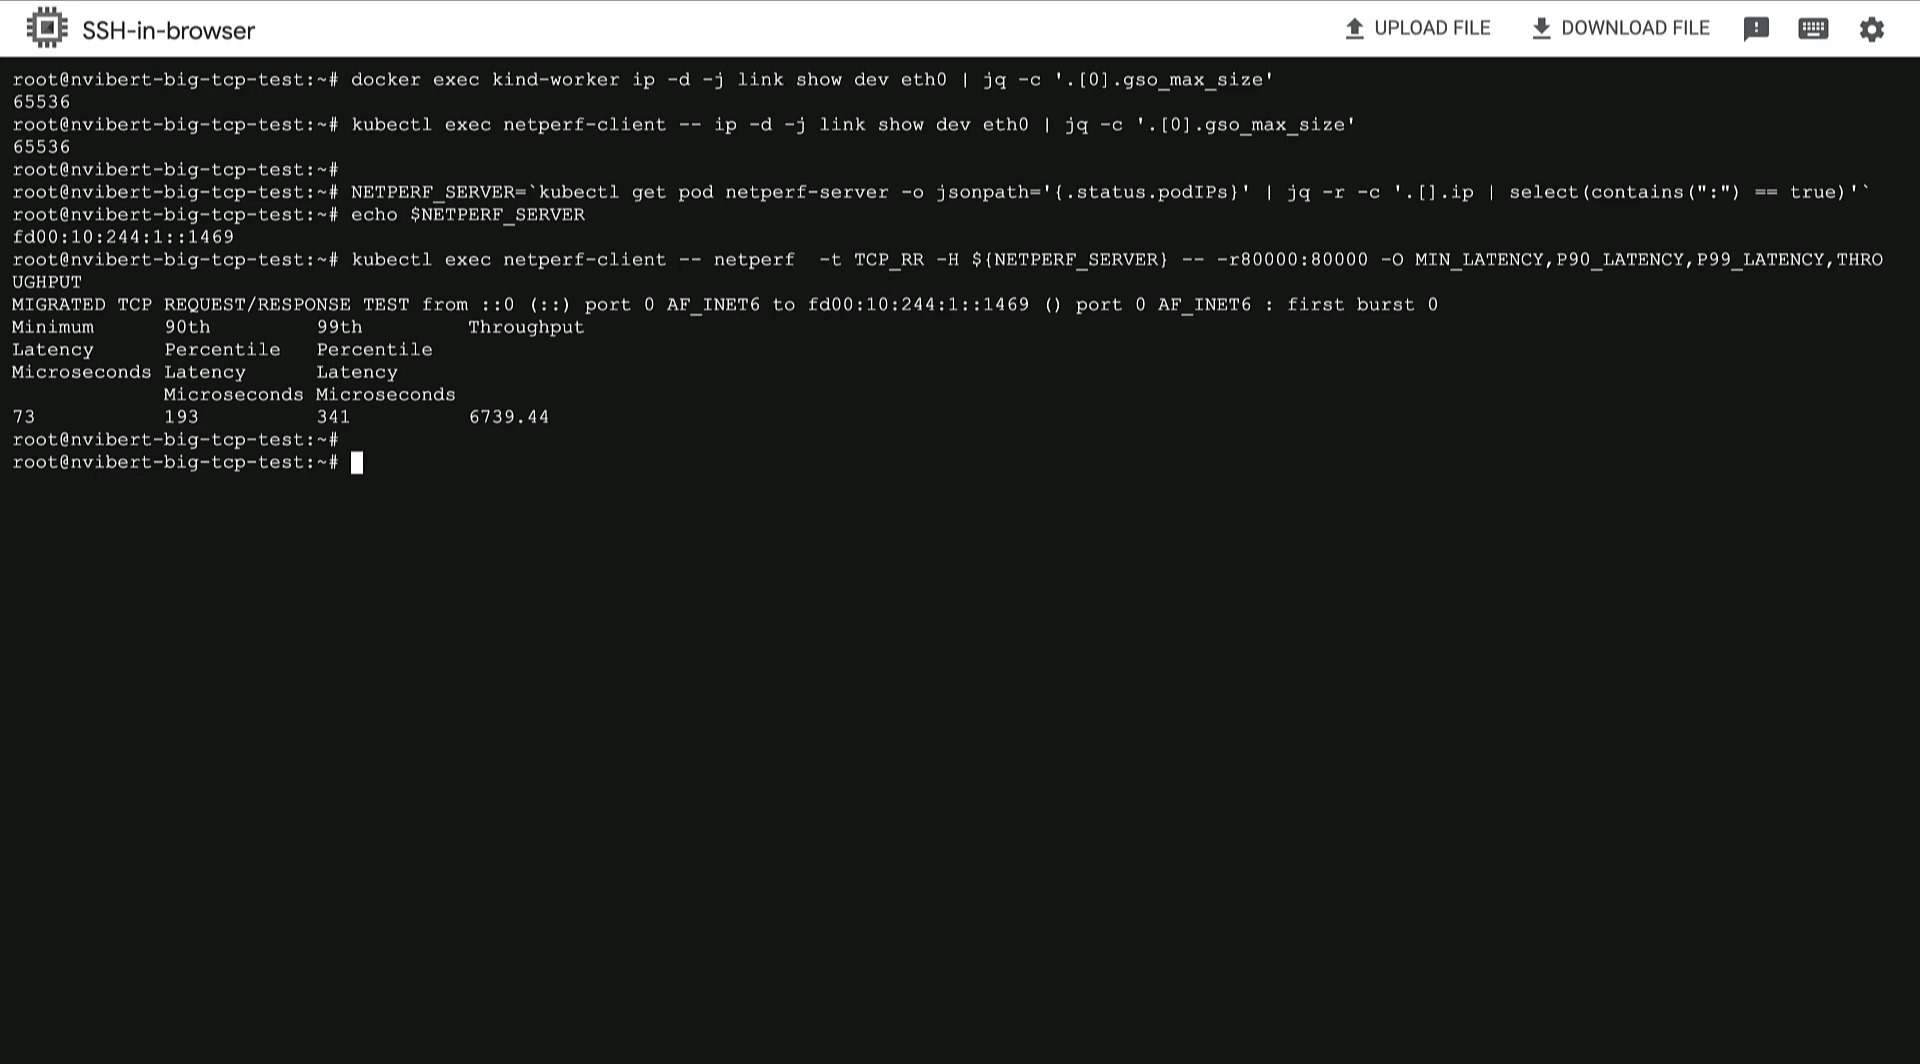 SSH-in-browser
UPLOAD FILE
DOWNLOAD FILE
root@nvibert-big-tcp-test:~# docker exec kind-worker ip -d -j link show dev eth0 | jq -c '.[0].gso_max_size'
65536
root@nvibert-big-tcp-test:~# kubectl exec netperf-client -- ip -d -j link show dev eth0 | jq -c '.[0].gso_max_size'
65536
root@nvibert-big-tcp-test:~#
root@nvibert-big-tcp-test:~# NETPERF_SERVER=`kubectl get pod netperf-server -o jsonpath='{.status.podIPs}' | jq -r -c '.[].ip | select(contains(":") == true)'`
root@nvibert-big-tcp-test:~# echo $NETPERF_SERVER
fd00:10:244:1::1469
root@nvibert-big-tcp-test:~# kubectl exec netperf-client -- netperf  -t TCP_RR -H ${NETPERF_SERVER} -- -r80000:80000 -O MIN_LATENCY,P90_LATENCY,P99_LATENCY,THRO
UGHPUT
MIGRATED TCP REQUEST/RESPONSE TEST from ::0 (::) port 0 AF_INET6 to fd00:10:244:1::1469 () port 0 AF_INET6 : first burst 0
Minimum      90th         99th         Throughput
Latency      Percentile   Percentile
Microseconds Latency      Latency
             Microseconds Microseconds
73           193          341          6739.44
root@nvibert-big-tcp-test:~#
root@nvibert-big-tcp-test:~#